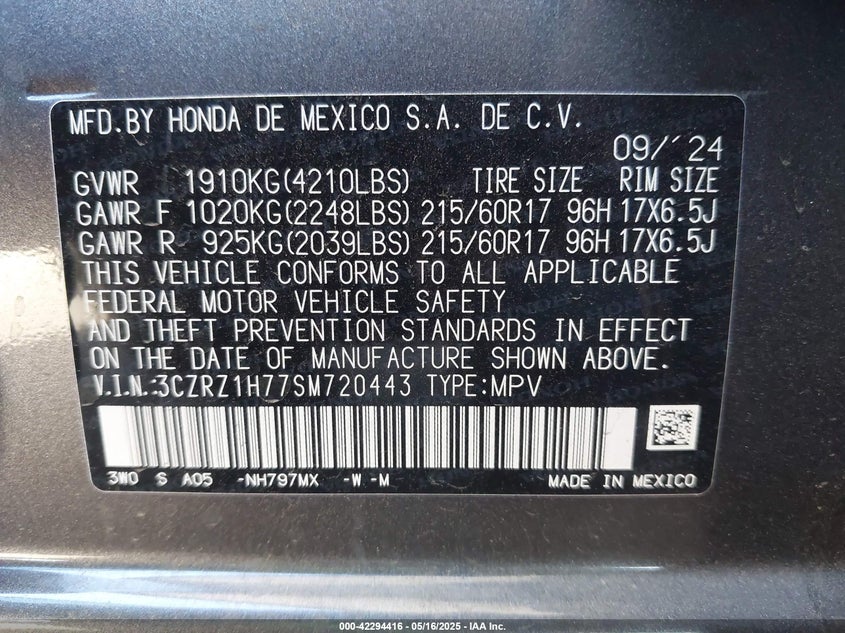 MFD.BY HONDA DE MEXICO S.A. DE C.V.
09/´24
GVWR 1910KG(4210LBS) TIRE SIZE RIM SIZE
GAWR F 1020KG(2248LBS) 215/60R17 96H 17X6.5J
GAWR R 925KG(2039LBS) 215/60R17 96H 17X6.5J
THIS VEHICLE CONFORMS TO ALL APPLICABLE
FEDERAL MOTOR VEHICLE SAFETY
AND THEFT PREVENTION STANDARDS IN EFFECT
ON THE DATE OF MANUFACTURE SHOWN ABOVE.
V.I.N.:3CZRZ1H77SM720443 TYPE:MPV
3W0 S A05 -NH797MX -W -M MADE IN MEXICO
000-42294416 - 05/16/2025 - IAA Inc.